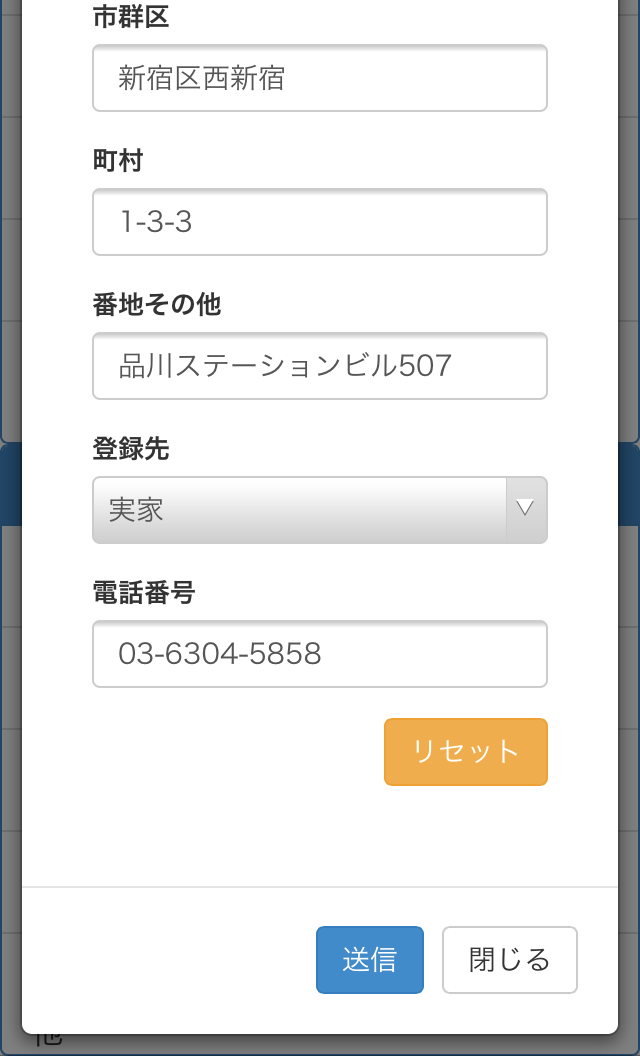 市群区
新宿区西新宿
町村
1-3-3
番地その他
品川ステーションビル507
登録先
実家
電話番号
03-6304-5858
リセット
送信
閉じる
他